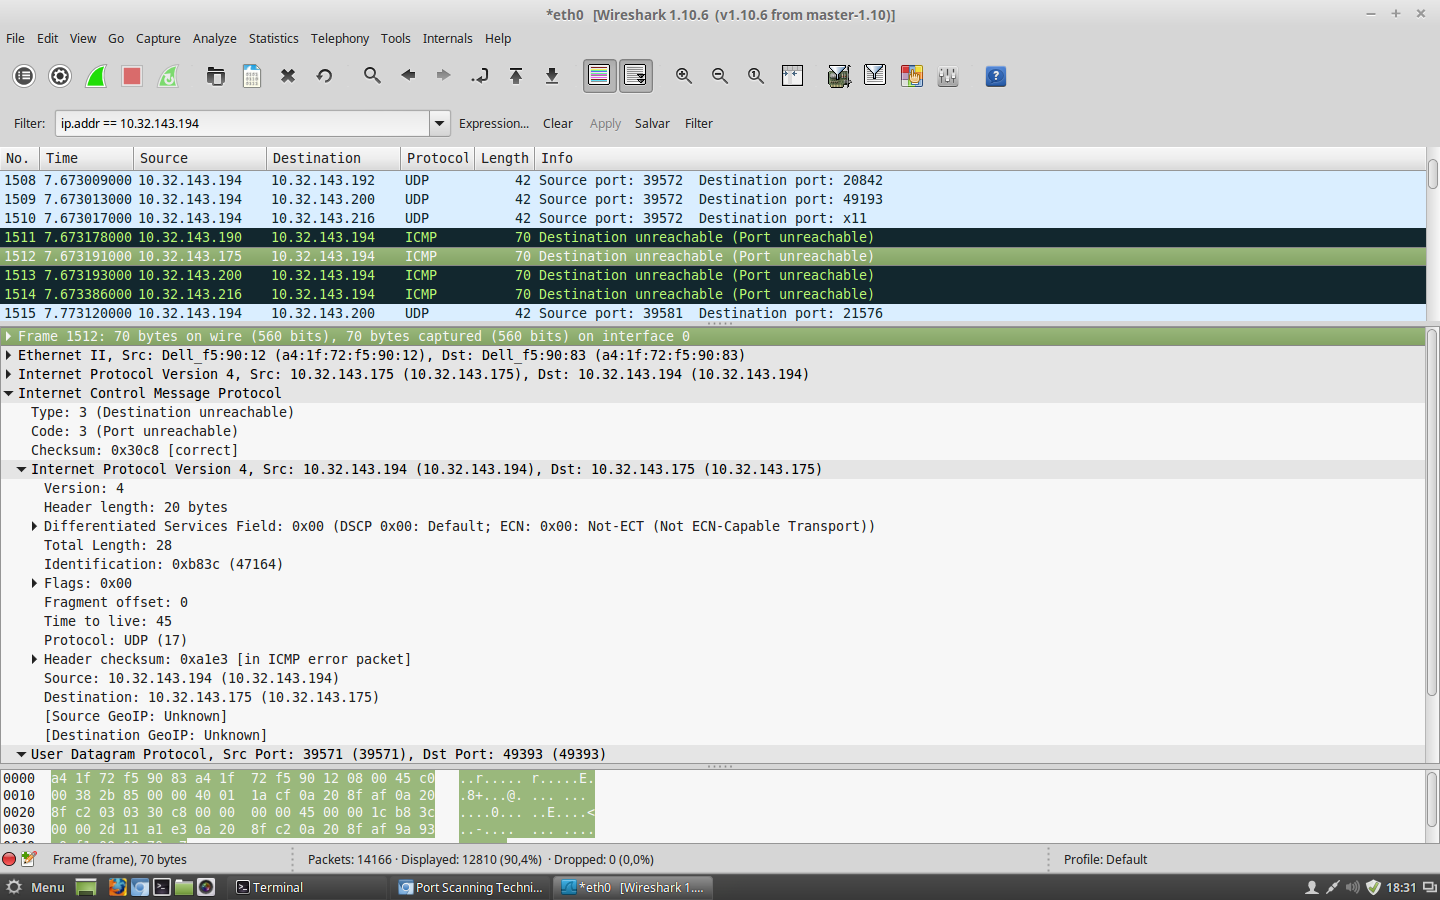 *eth0 [Wireshark 1.10.6 (v1.10.6 from master-1.10)]
File Edit View Go Capture Analyze Statistics Telephony Tools Internals Help
Filter: ip.addr == 10.32.143.194 Expression... Clear Apply Salvar Filter
No. Time Source Destination Protocol Length Info
1508 7.673009000 10.32.143.194 10.32.143.192 UDP 42 Source port: 39572 Destination port: 20842
1509 7.673013000 10.32.143.194 10.32.143.200 UDP 42 Source port: 39572 Destination port: 49193
1510 7.673017000 10.32.143.194 10.32.143.216 UDP 42 Source port: 39572 Destination port: x11
1511 7.673178000 10.32.143.190 10.32.143.194 ICMP 70 Destination unreachable (Port unreachable)
1512 7.673191000 10.32.143.175 10.32.143.194 ICMP 70 Destination unreachable (Port unreachable)
1513 7.673193000 10.32.143.200 10.32.143.194 ICMP 70 Destination unreachable (Port unreachable)
1514 7.673386000 10.32.143.216 10.32.143.194 ICMP 70 Destination unreachable (Port unreachable)
1515 7.773120000 10.32.143.194 10.32.143.200 UDP 42 Source port: 39581 Destination port: 21576
Frame 1512: 70 bytes on wire (560 bits), 70 bytes captured (560 bits) on interface 0
Ethernet II, Src: Dell_f5:90:12 (a4:1f:72:f5:90:12), Dst: Dell_f5:90:83 (a4:1f:72:f5:90:83)
Internet Protocol Version 4, Src: 10.32.143.175 (10.32.143.175), Dst: 10.32.143.194 (10.32.143.194)
Internet Control Message Protocol
Type: 3 (Destination unreachable)
Code: 3 (Port unreachable)
Checksum: 0x30c8 [correct]
Internet Protocol Version 4, Src: 10.32.143.194 (10.32.143.194), Dst: 10.32.143.175 (10.32.143.175)
Version: 4
Header length: 20 bytes
Differentiated Services Field: 0x00 (DSCP 0x00: Default; ECN: 0x00: Not-ECT (Not ECN-Capable Transport))
Total Length: 28
Identification: 0xb83c (47164)
Flags: 0x00
Fragment offset: 0
Time to live: 45
Protocol: UDP (17)
Header checksum: 0xa1e3 [in ICMP error packet]
Source: 10.32.143.194 (10.32.143.194)
Destination: 10.32.143.175 (10.32.143.175)
[Source GeoIP: Unknown]
[Destination GeoIP: Unknown]
User Datagram Protocol, Src Port: 39571 (39571), Dst Port: 49393 (49393)
0000 a4 1f 72 f5 90 83 a4 1f 72 f5 90 12 08 00 45 c0 ..r..... r.....E.
0010 00 38 2b 85 00 00 40 01 1a cf 0a 20 8f af 0a 20 .8+...@. ... ...
0020 8f c2 03 03 30 c8 00 00 00 00 45 00 00 1c b8 3c ....0... ..E....<
0030 00 00 2d 11 a1 e3 0a 20 8f c2 0a 20 8f af 9a 93 ..-.... ... ....
Frame (frame), 70 bytes Packets: 14166 · Displayed: 12810 (90,4%) · Dropped: 0 (0,0%) Profile: Default
Menu Terminal Port Scanning Techni... *eth0 [Wireshark 1.... 18:31